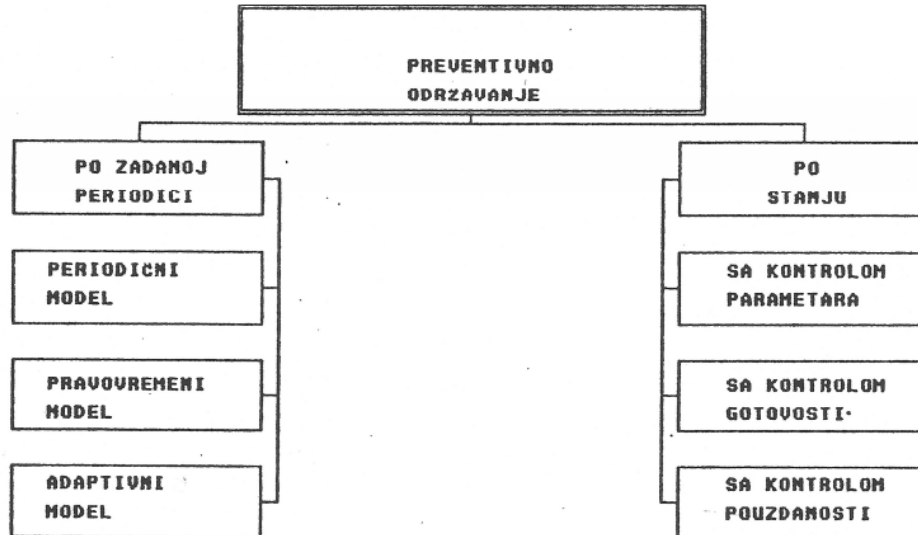 PREVENTIVNO
ODRZAVANJE
PO ZADANOJ
PERIODICI
PO
STANJU
PERIODIČNI
MODEL
SA KONTROLOM
PARAMETARA
PRAVOVREMENI
MODEL
SA KONTROLOM
GOTOVOSTI
ADAPTIVNI
MODEL
SA KONTROLOM
POUZDANOSTI